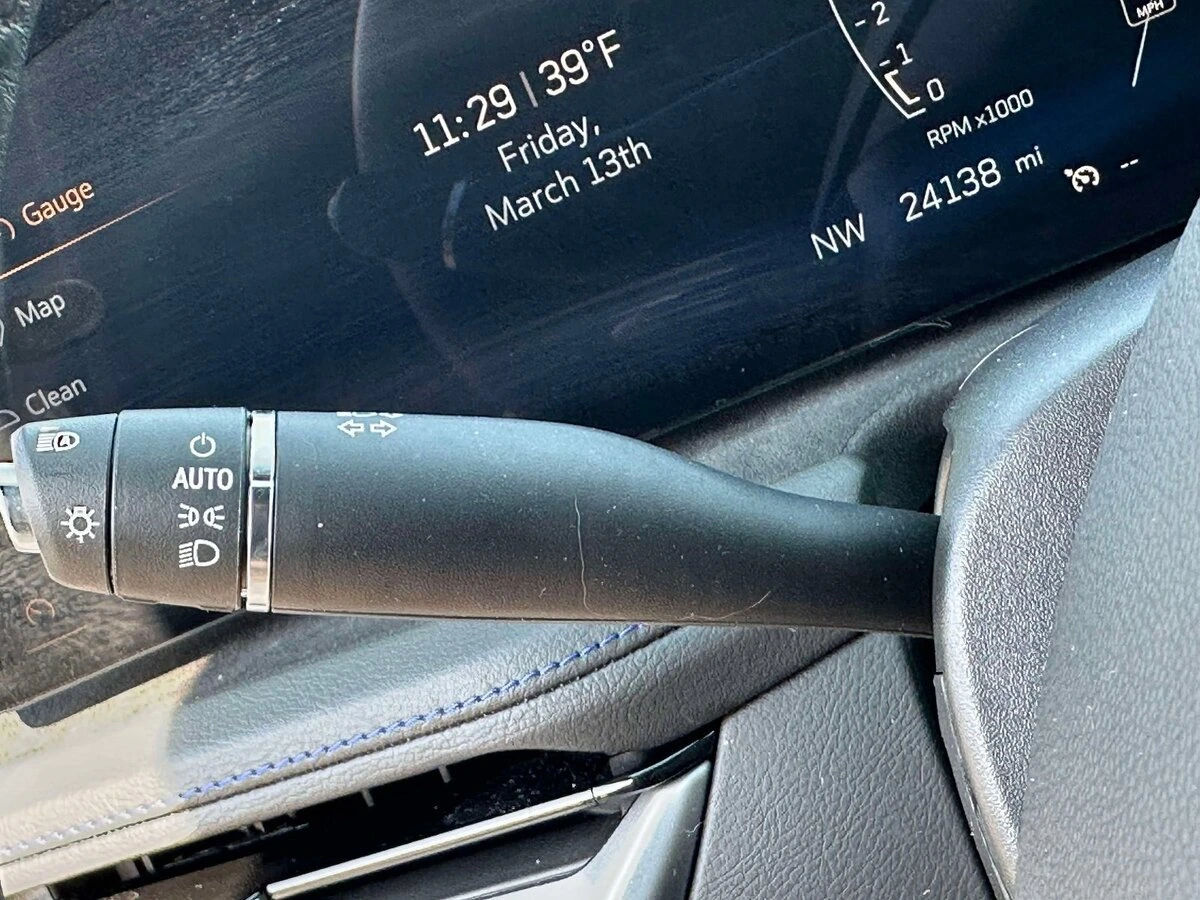 11:29 | 39°F
Friday,
March 13th
Gauge
Map
Clean
-2
-1
0
RPM x1000
MPH
24138 mi
NW
--
AUTO